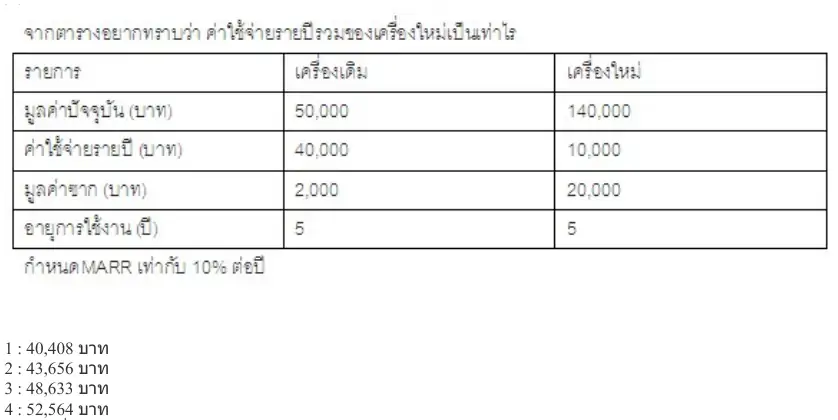 จากตารางอยากทราบว่า ค่าใช้จ่ายรายปีรวมของเครื่องใหม่เป็นเท่าไร
รายการ เครื่องเดิม เครื่องใหม่
มูลค่าปัจจุบัน (บาท) 50,000 140,000
ค่าใช้จ่ายรายปี (บาท) 40,000 10,000
มูลค่าซาก (บาท) 2,000 20,000
อายุการใช้งาน (ปี) 5 5
กำหนดMARR เท่ากับ 10% ต่อปี
1 : 40,408 บาท
2 : 43,656 บาท
3 : 48,633 บาท
4 : 52,564 บาท